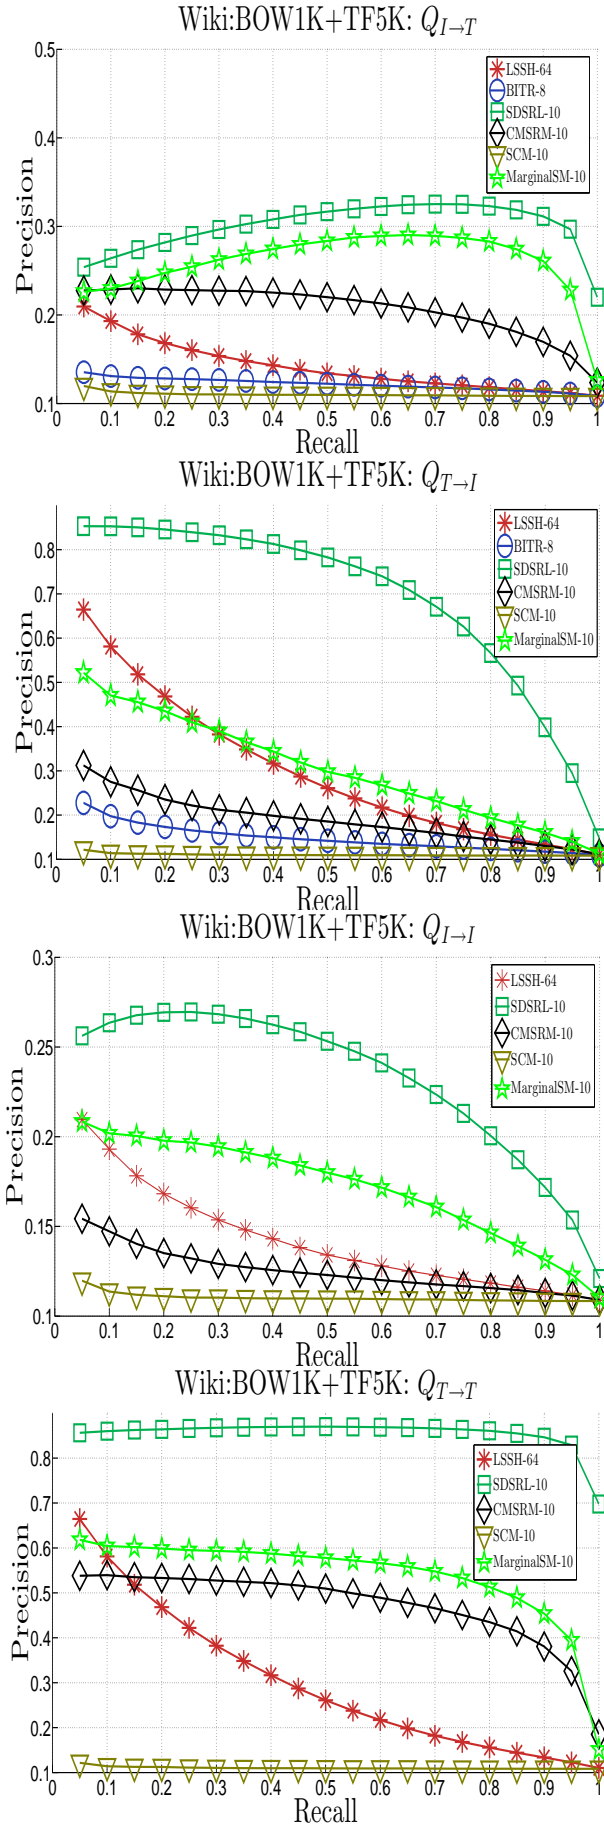 Wiki:BOW1K+TF5K: Q I→T
0.5
0.4
0.3
0.2
0.1
Precision
LSSH-64
BITR-8
SDSRL-10
CMSRM-10
SCM-10
MarginalSM-10
0 0.1 0.2 0.3 0.4 0.5 0.6 0.7 0.8 0.9 1
Recall
Wiki:BOW1K+TF5K: Q T→I
0.8
0.7
0.6
0.5
0.4
0.3
0.2
0.1
Precision
LSSH-64
BITR-8
SDSRL-10
CMSRM-10
SCM-10
MarginalSM-10
0 0.1 0.2 0.3 0.4 0.5 0.6 0.7 0.8 0.9 1
Recall
Wiki:BOW1K+TF5K: Q I→I
0.3
0.25
0.2
0.15
0.1
Precision
LSSH-64
SDSRL-10
CMSRM-10
SCM-10
MarginalSM-10
0 0.1 0.2 0.3 0.4 0.5 0.6 0.7 0.8 0.9 1
Recall
Wiki:BOW1K+TF5K: Q T→T
0.8
0.7
0.6
0.5
0.4
0.3
0.2
0.1
Precision
LSSH-64
SDSRL-10
CMSRM-10
SCM-10
MarginalSM-10
0 0.1 0.2 0.3 0.4 0.5 0.6 0.7 0.8 0.9 1
Recall